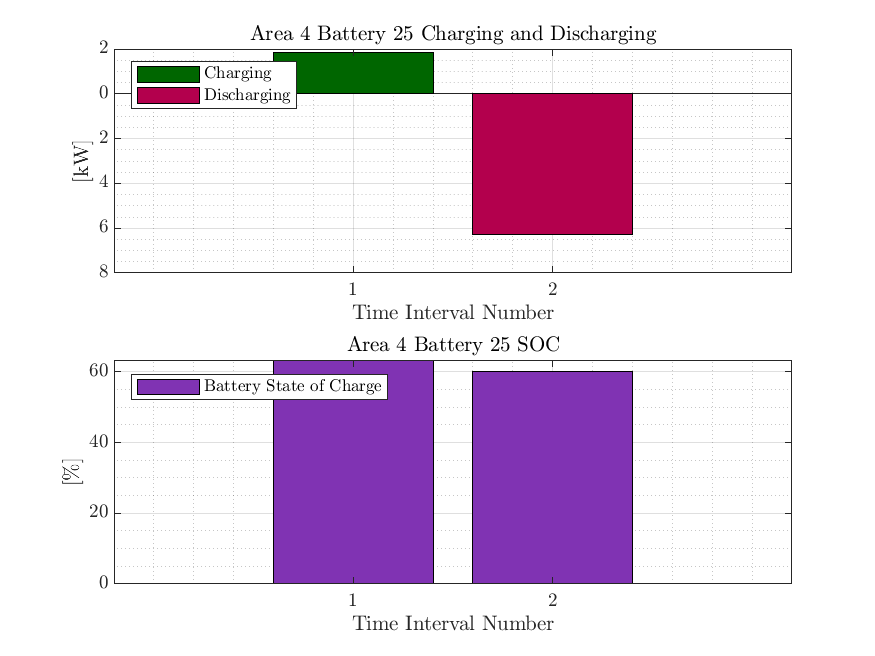 Area 4 Battery 25 Charging and Discharging
2
0
2
4
6
8
[kW]
Charging
Discharging
1 2
Time Interval Number
Area 4 Battery 25 SOC
60
40
20
0
[%]
Battery State of Charge
1 2
Time Interval Number